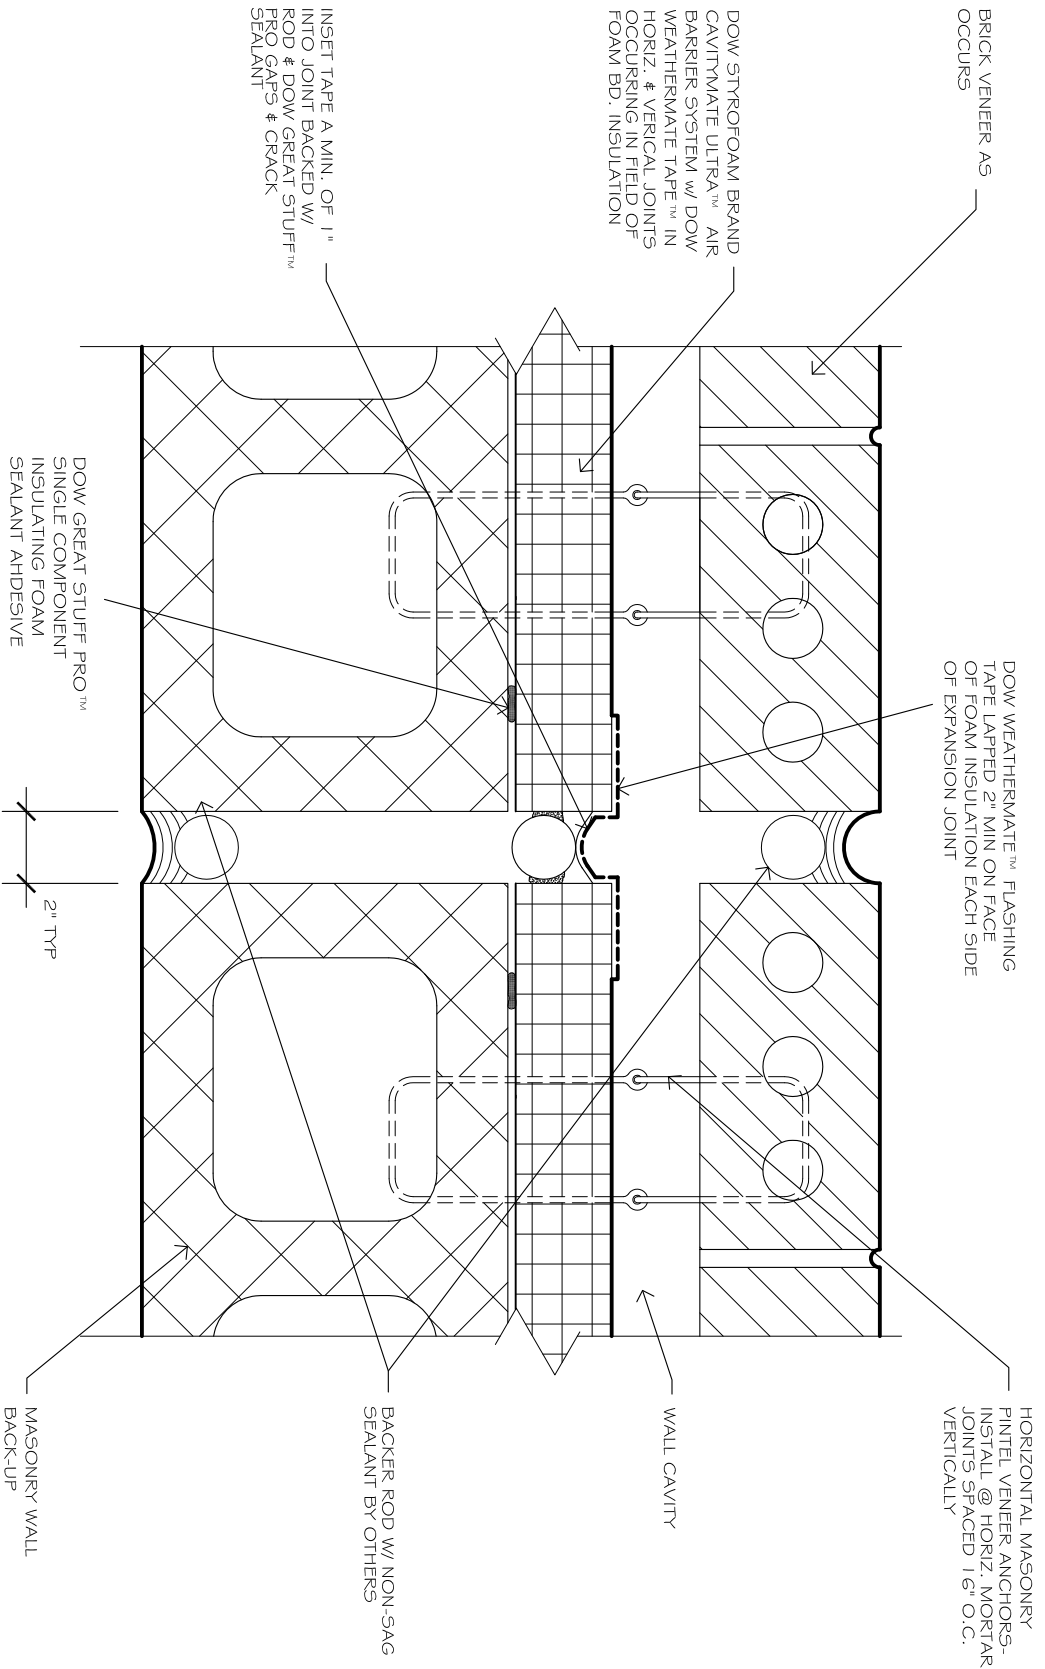 BRICK VENEER AS
OCCURS
DOW STYROFOAM BRAND
CAVITYMATE ULTRA™ AIR
BARRIER SYSTEM w/ DOW
WEATHERMATE TAPE™ IN
HORIZ. & VERICAL JOINTS
OCCURRING IN FIELD OF
FOAM BD. INSULATION
INSET TAPE A MIN. OF 1"
INTO JOINT BACKED W/
ROD & DOW GREAT STUFF™
PRO GAPS & CRACK
SEALANT
DOW WEATHERMATE™ FLASHING
TAPE LAPPED 2" MIN ON FACE
OF FOAM INSULATION EACH SIDE
OF EXPANSION JOINT
DOW GREAT STUFF PRO™
SINGLE COMPONENT
INSULATING FOAM
SEALANT AHDESIVE
2" TYP
HORIZONTAL MASONRY
PINTEL VENEER ANCHORS-
INSTALL @ HORIZ. MORTAR
JOINTS SPACED 16" O.C.
VERTICALLY
WALL CAVITY
BACKER ROD W/ NON-SAG
SEALANT BY OTHERS
MASONRY WALL
BACK-UP